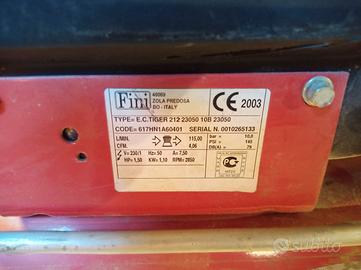 Fini
40069
ZOLA PREDOSA
BO - ITALY
CE 2003
TYPE= E.C.TIGER 212 23050 10B 23050
CODE= 617HN1A60401 SERIAL N. 0010265133
L/MIN. 115,00 bar 10,0
CFM. 4,06 PSI 145
DB(A) 79
V= 230/1 Hz= 50 A= 7,50
HP= 1,50 KW= 1,10 RPM= 2850
subito